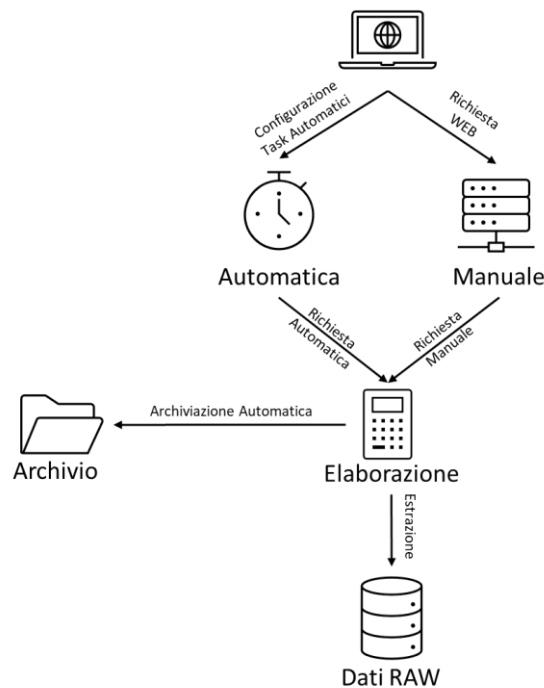 Configurazione
Task Automatici
Richiesta
WEB
Automatica
Manuale
Richiesta
Automatica
Richiesta
Manuale
Archiviazione Automatica
Archivio
Elaborazione
Estrazione
Dati RAW